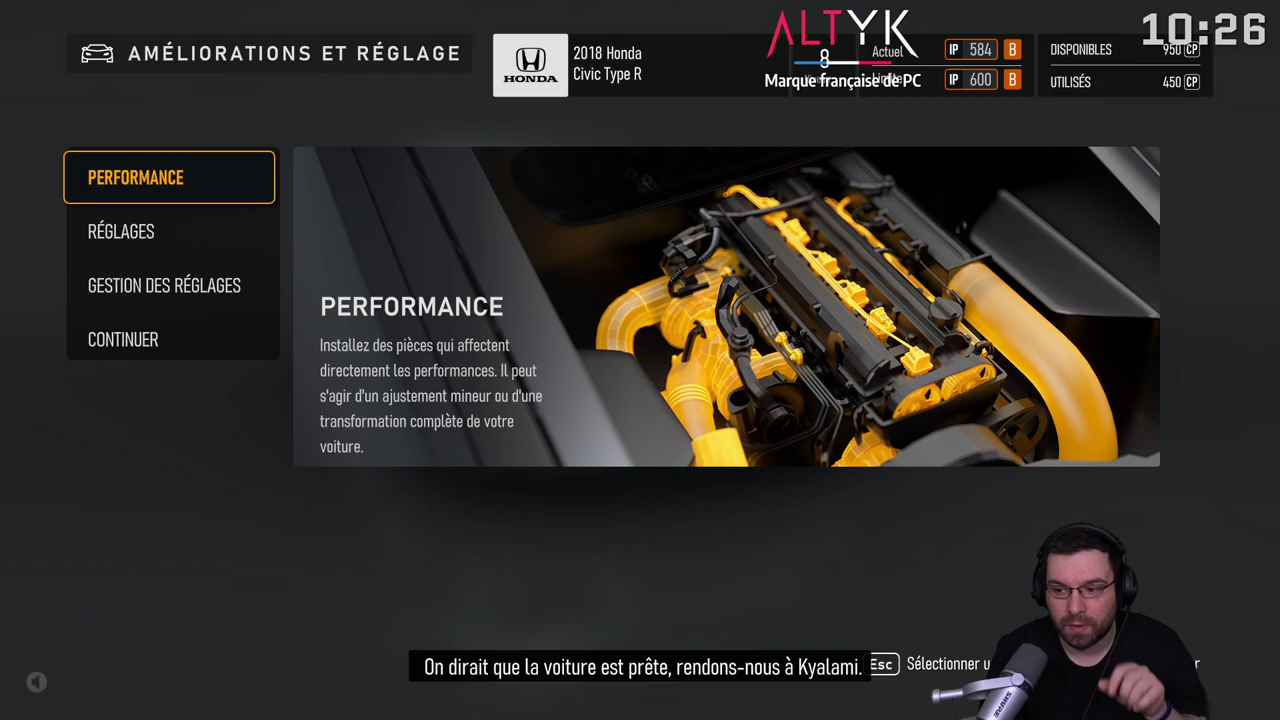 AMÉLIORATIONS ET RÉGLAGE
HONDA
2018 Honda
Civic Type R
ALTYK
Marque française de PC
8
Actuel
IP 584 B
IP 600 B
10:26
DISPONIBLES 950 CP
UTILISÉS 450 CP
PERFORMANCE
RÉGLAGES
GESTION DES RÉGLAGES
CONTINUER
PERFORMANCE
Installez des pièces qui affectent
directement les performances. Il peut
s'agir d'un ajustement mineur ou d'une
transformation complète de votre
voiture.
On dirait que la voiture est prête, rendons-nous à Kyalami.
Esc Sélectionner
SHURE